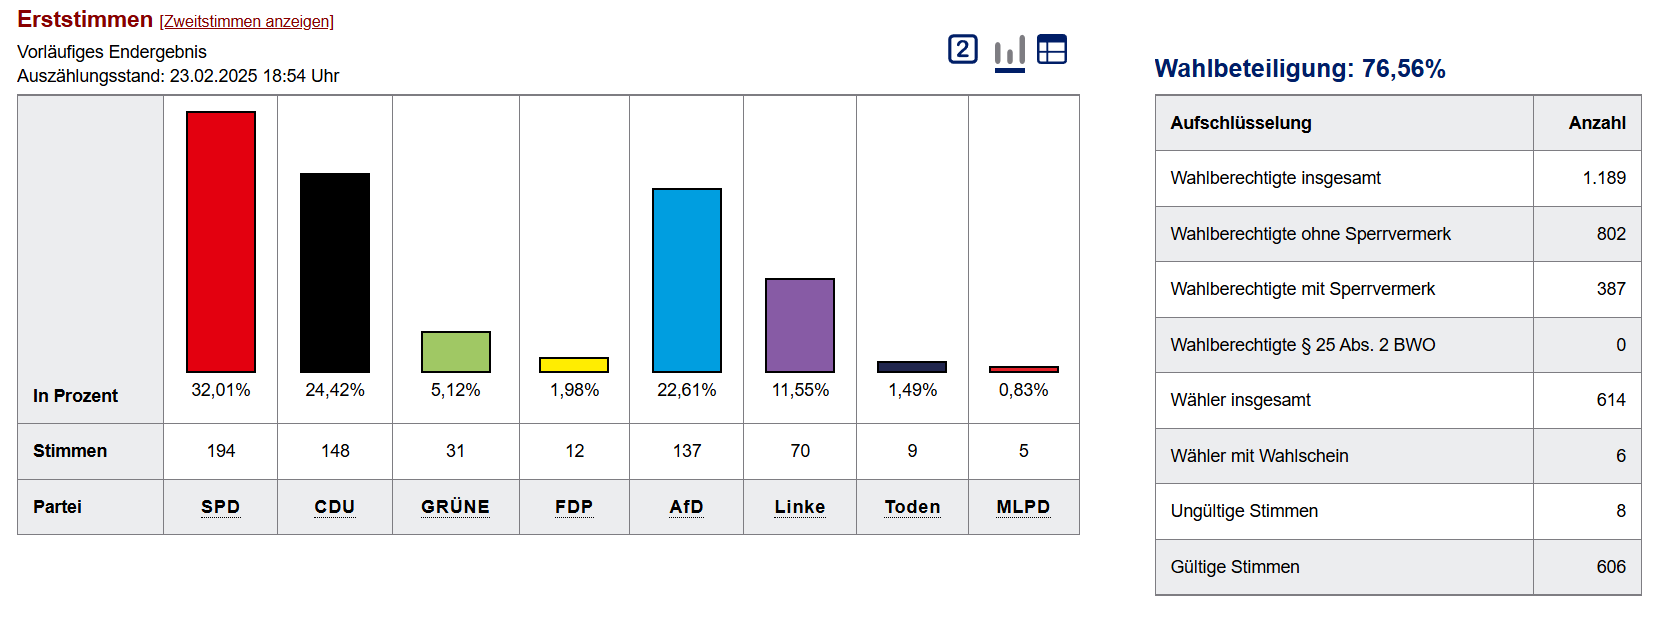 Erststimmen [Zweitstimmen anzeigen]
Vorläufiges Endergebnis
Auszählungsstand: 23.02.2025 18:54 Uhr
2
In Prozent 32,01% 24,42% 5,12% 1,98% 22,61% 11,55% 1,49% 0,83%
Stimmen 194 148 31 12 137 70 9 5
Partei SPD CDU GRÜNE FDP AfD Linke Toden MLPD
Wahlbeteiligung: 76,56%
Aufschlüsselung Anzahl
Wahlberechtigte insgesamt 1.189
Wahlberechtigte ohne Sperrvermerk 802
Wahlberechtigte mit Sperrvermerk 387
Wahlberechtigte § 25 Abs. 2 BWO 0
Wähler insgesamt 614
Wähler mit Wahlschein 6
Ungültige Stimmen 8
Gültige Stimmen 606